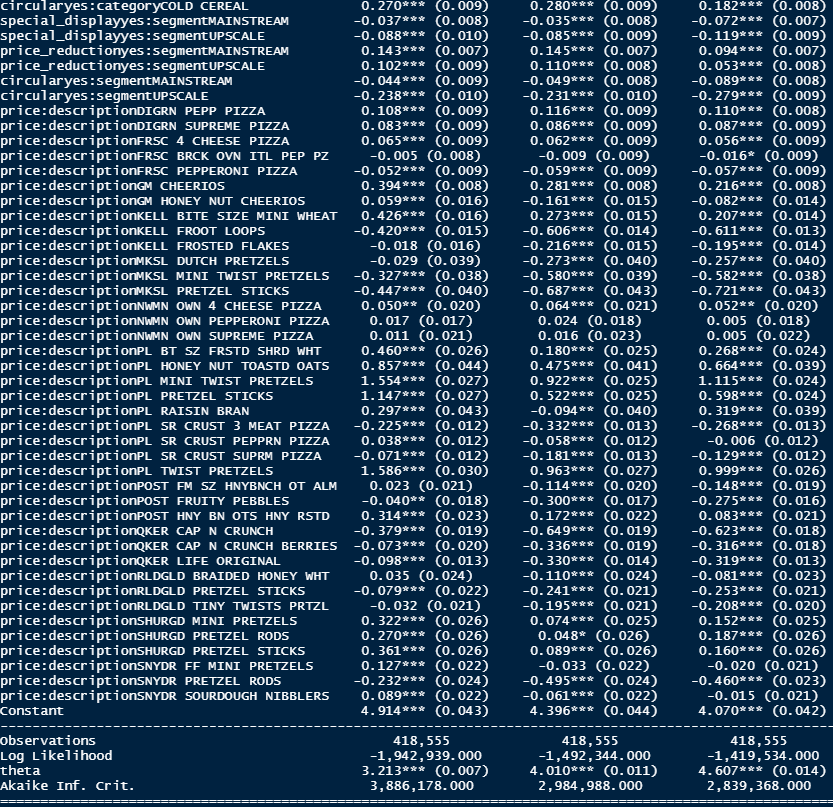 circularyes:categoryCOLD CEREAL 0.270*** (0.009) 0.280*** (0.009) 0.182*** (0.008)
special_displayyes:segmentMAINSTREAM -0.037*** (0.008) -0.035*** (0.008) -0.072*** (0.007)
special_displayyes:segmentUPSCALE -0.088*** (0.010) -0.085*** (0.009) -0.119*** (0.009)
price_reductionyes:segmentMAINSTREAM 0.143*** (0.007) 0.145*** (0.007) 0.094*** (0.007)
price_reductionyes:segmentUPSCALE 0.102*** (0.009) 0.110*** (0.008) 0.053*** (0.008)
circularyes:segmentMAINSTREAM -0.044*** (0.009) -0.049*** (0.008) -0.089*** (0.008)
circularyes:segmentUPSCALE -0.238*** (0.010) -0.231*** (0.010) -0.279*** (0.009)
price:descriptionDIGRN PEPP PIZZA 0.108*** (0.009) 0.116*** (0.009) 0.110*** (0.008)
price:descriptionDIGRN SUPREME PIZZA 0.083*** (0.009) 0.086*** (0.009) 0.087*** (0.009)
price:descriptionFRSC 4 CHEESE PIZZA 0.065*** (0.009) 0.062*** (0.009) 0.056*** (0.009)
price:descriptionFRSC BRCK OVN ITL PEP PZ -0.005 (0.008) -0.009 (0.009) -0.016* (0.009)
price:descriptionFRSC PEPPERONI PIZZA -0.052*** (0.009) -0.059*** (0.009) -0.057*** (0.009)
price:descriptionGM CHEERIOS 0.394*** (0.008) 0.281*** (0.008) 0.216*** (0.008)
price:descriptionGM HONEY NUT CHEERIOS 0.059*** (0.016) -0.161*** (0.015) -0.082*** (0.014)
price:descriptionKELL BITE SIZE MINI WHEAT 0.426*** (0.016) 0.273*** (0.015) 0.207*** (0.014)
price:descriptionKELL FROOT LOOPS -0.420*** (0.015) -0.606*** (0.014) -0.611*** (0.013)
price:descriptionKELL FROSTED FLAKES -0.018 (0.016) -0.216*** (0.015) -0.195*** (0.014)
price:descriptionMKSL DUTCH PRETZELS -0.029 (0.039) -0.273*** (0.040) -0.257*** (0.040)
price:descriptionMKSL MINI TWIST PRETZELS -0.327*** (0.038) -0.580*** (0.039) -0.582*** (0.038)
price:descriptionMKSL PRETZEL STICKS -0.447*** (0.040) -0.687*** (0.043) -0.721*** (0.043)
price:descriptionNWMN OWN 4 CHEESE PIZZA 0.050** (0.020) 0.064*** (0.021) 0.052** (0.020)
price:descriptionNWMN OWN PEPPERONI PIZZA 0.017 (0.017) 0.024 (0.018) 0.005 (0.018)
price:descriptionNWMN OWN SUPREME PIZZA 0.011 (0.021) 0.016 (0.023) 0.005 (0.022)
price:descriptionPL BT SZ FRSTD SHRD WHT 0.460*** (0.026) 0.180*** (0.025) 0.268*** (0.024)
price:descriptionPL HONEY NUT TOASTD OATS 0.857*** (0.044) 0.475*** (0.041) 0.664*** (0.039)
price:descriptionPL MINI TWIST PRETZELS 1.554*** (0.027) 0.922*** (0.025) 1.115*** (0.024)
price:descriptionPL PRETZEL STICKS 1.147*** (0.027) 0.522*** (0.025) 0.598*** (0.024)
price:descriptionPL RAISIN BRAN 0.297*** (0.043) -0.094** (0.040) 0.319*** (0.039)
price:descriptionPL SR CRUST 3 MEAT PIZZA -0.225*** (0.012) -0.332*** (0.013) -0.268*** (0.013)
price:descriptionPL SR CRUST PEPPRN PIZZA 0.038*** (0.012) -0.058*** (0.012) -0.006 (0.012)
price:descriptionPL SR CRUST SUPRM PIZZA -0.071*** (0.012) -0.181*** (0.013) -0.129*** (0.012)
price:descriptionPL TWIST PRETZELS 1.586*** (0.030) 0.963*** (0.027) 0.999*** (0.026)
price:descriptionPOST FM SZ HNYBNCH OT ALM 0.023 (0.021) -0.114*** (0.020) -0.148*** (0.019)
price:descriptionPOST FRUITY PEBBLES -0.040** (0.018) -0.300*** (0.017) -0.275*** (0.016)
price:descriptionPOST HNY BN OTS HNY RSTD 0.314*** (0.023) 0.172*** (0.022) 0.083*** (0.021)
price:descriptionQKER CAP N CRUNCH -0.379*** (0.019) -0.649*** (0.019) -0.623*** (0.018)
price:descriptionQKER CAP N CRUNCH BERRIES -0.073*** (0.020) -0.336*** (0.019) -0.316*** (0.018)
price:descriptionQKER LIFE ORIGINAL -0.098*** (0.013) -0.330*** (0.014) -0.319*** (0.013)
price:descriptionRLDGLD BRAIDED HONEY WHT 0.035 (0.024) -0.110*** (0.024) -0.081*** (0.023)
price:descriptionRLDGLD PRETZEL STICKS -0.079*** (0.022) -0.241*** (0.021) -0.253*** (0.021)
price:descriptionRLDGLD TINY TWISTS PRTZL -0.032 (0.021) -0.195*** (0.021) -0.208*** (0.020)
price:descriptionSHURGD MINI PRETZELS 0.322*** (0.026) 0.074*** (0.025) 0.152*** (0.025)
price:descriptionSHURGD PRETZEL RODS 0.270*** (0.026) 0.048* (0.026) 0.187*** (0.026)
price:descriptionSHURGD PRETZEL STICKS 0.361*** (0.026) 0.089*** (0.026) 0.160*** (0.026)
price:descriptionSNYDR FF MINI PRETZELS 0.127*** (0.022) -0.033 (0.022) -0.020 (0.021)
price:descriptionSNYDR PRETZEL RODS -0.232*** (0.024) -0.495*** (0.024) -0.460*** (0.023)
price:descriptionSNYDR SOURDOUGH NIBBLERS 0.089*** (0.022) -0.061*** (0.022) -0.015 (0.021)
Constant 4.914*** (0.043) 4.396*** (0.044) 4.070*** (0.042)
Observations 418,555 418,555 418,555
Log Likelihood -1,942,939.000 -1,492,344.000 -1,419,534.000
theta 3.213*** (0.007) 4.010*** (0.011) 4.607*** (0.014)
Akaike Inf. Crit. 3,886,178.000 2,984,988.000 2,839,368.000